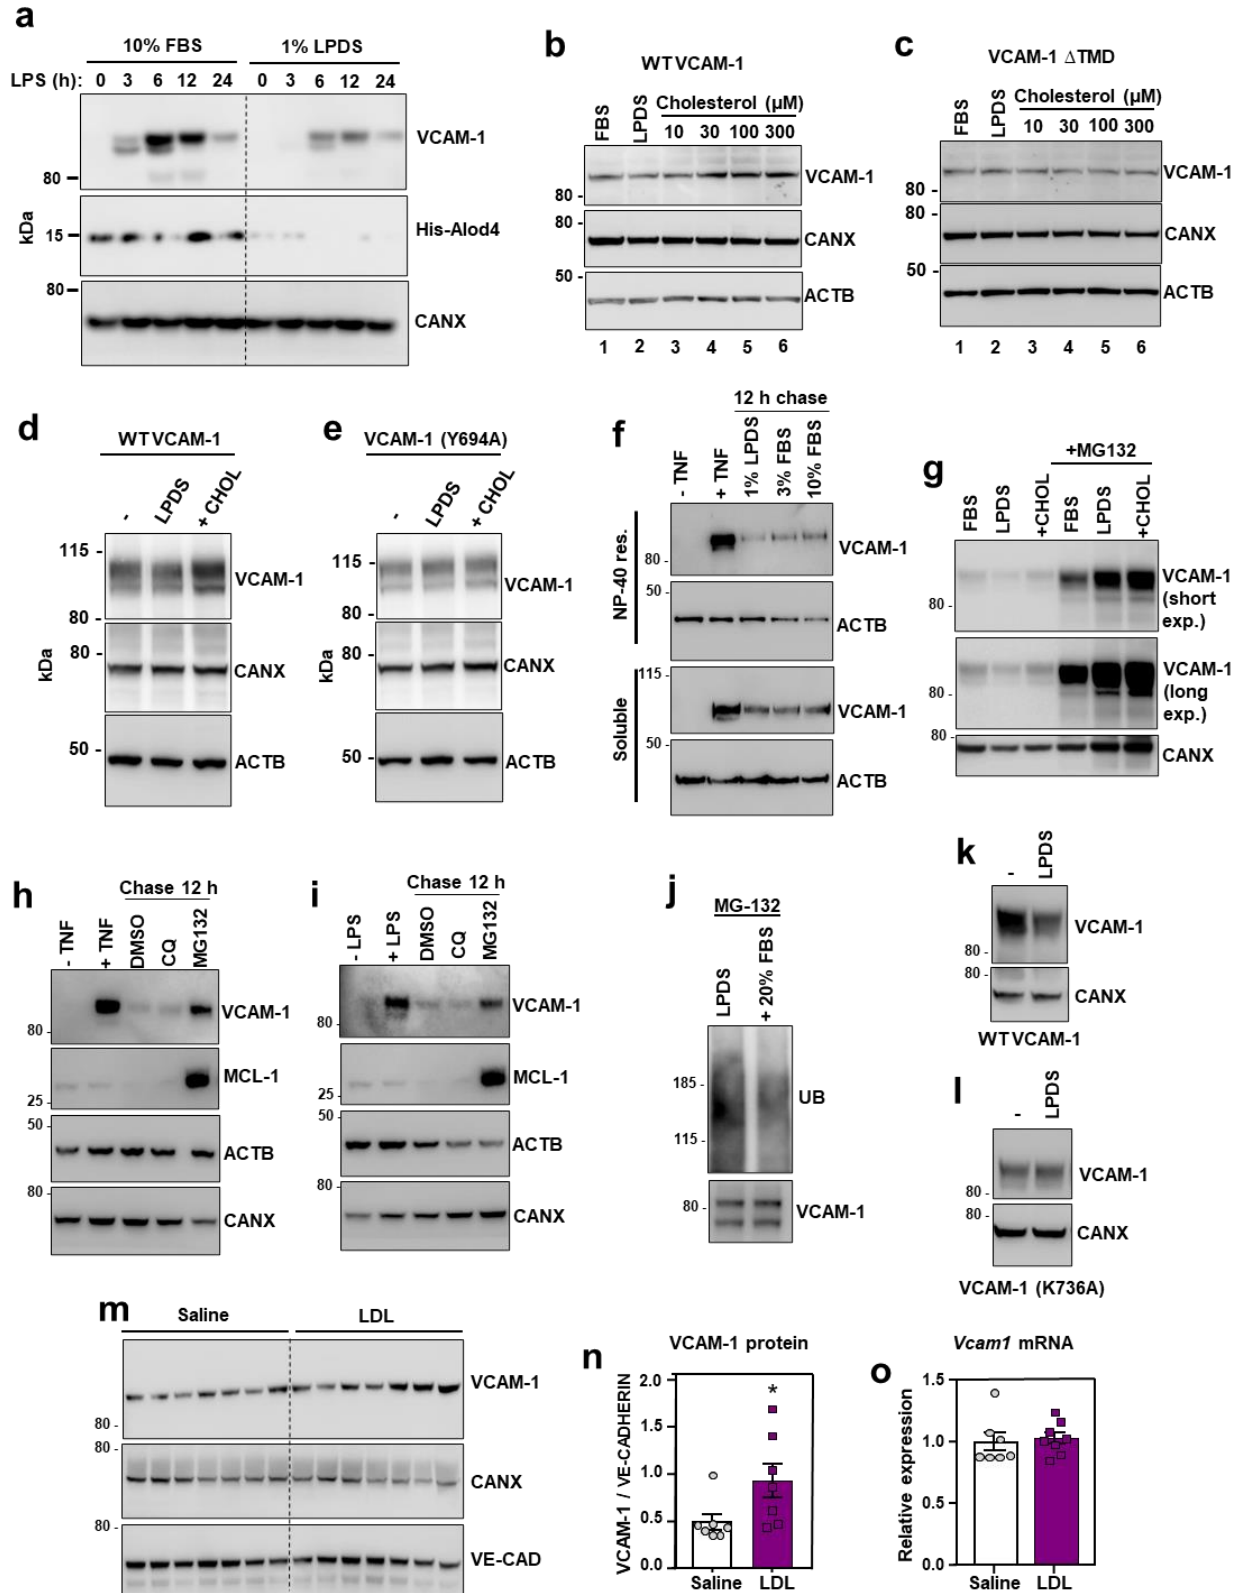 a
10% FBS 1% LPDS
LPS (h): 0 3 6 12 24 0 3 6 12 24
VCAM-1
80
kDa
15
His-Alod4
80
CANX
b
WT VCAM-1
FBS LPDS Cholesterol (µM)
10 30 100 300
VCAM-1
80 -
80 -
CANX
50 -
ACTB
1 2 3 4 5 6
c
VCAM-1 ΔTMD
FBS LPDS Cholesterol (µM)
10 30 100 300
VCAM-1
80 -
80 -
CANX
50 -
ACTB
1 2 3 4 5 6
d
WT VCAM-1
- LPDS + CHOL
115 -
VCAM-1
80 -
kDa
80 -
CANX
50 -
ACTB
e
VCAM-1 (Y694A)
- LPDS + CHOL
115 -
VCAM-1
80 -
kDa
80 -
CANX
50 -
ACTB
f
12 h chase
- TNF + TNF 1% LPDS 3% FBS 10% FBS
NP-40 res.
80 -
VCAM-1
50 -
ACTB
Soluble
115 -
VCAM-1
50 -
ACTB
g
+MG132
FBS LPDS +CHOL FBS LPDS +CHOL
80 -
VCAM-1
(short
exp.)
80 -
VCAM-1
(long
exp.)
80 -
CANX
h
Chase 12 h
- TNF + TNF DMSO CQ MG132
VCAM-1
80 -
MCL-1
25 -
50 -
ACTB
80 -
CANX
i
Chase 12 h
- LPS + LPS DMSO CQ MG132
VCAM-1
80 -
MCL-1
25 -
50 -
ACTB
80 -
CANX
j
MG-132
LPDS + 20% FBS
185 -
UB
115 -
80 -
VCAM-1
k
- LPDS
VCAM-1
80 -
80 -
CANX
WT VCAM-1
l
- LPDS
VCAM-1
80 -
80 -
CANX
VCAM-1 (K736A)
m
Saline LDL
VCAM-1
80 -
80 -
CANX
80 -
VE-CAD
n
VCAM-1 protein
VCAM-1 / VE-CADHERIN
2.0
1.5
1.0
0.5
0.0
*
Saline LDL
o
Vcam1 mRNA
Relative expression
1.5
1.0
0.5
0.0
Saline LDL